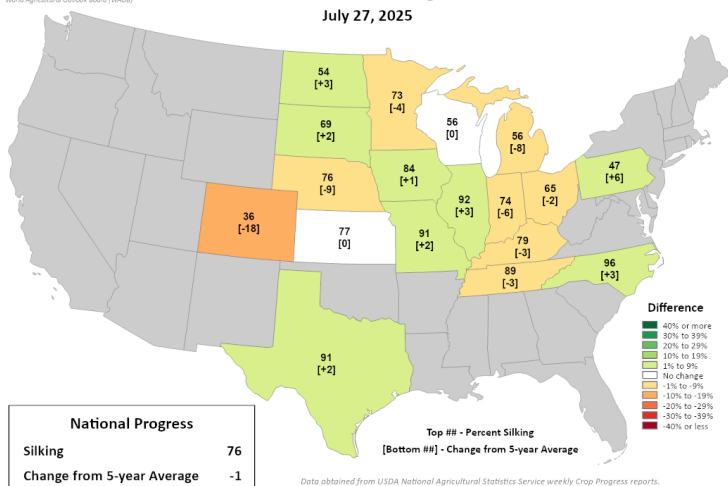 World Agricultural Outlook Board (WAOB)
July 27, 2025
54
[+3]
73
[-4]
56
[0]
69
[+2]
56
[-8]
47
[+6]
84
[+1]
76
[-9]
92
[+3]
74
[-6]
65
[-2]
36
[-18]
77
[0]
91
[+2]
79
[-3]
89
[-3]
96
[+3]
91
[+2]
Difference
40% or more
30% to 39%
20% to 29%
10% to 19%
1% to 9%
No change
-1% to -9%
-10% to -19%
-20% to -29%
-30% to -39%
-40% or less
National Progress
Silking 76
Change from 5-year Average -1
Top ## - Percent Silking
[Bottom ##] - Change from 5-year Average
Data obtained from USDA National Agricultural Statistics Service weekly Crop Progress reports.